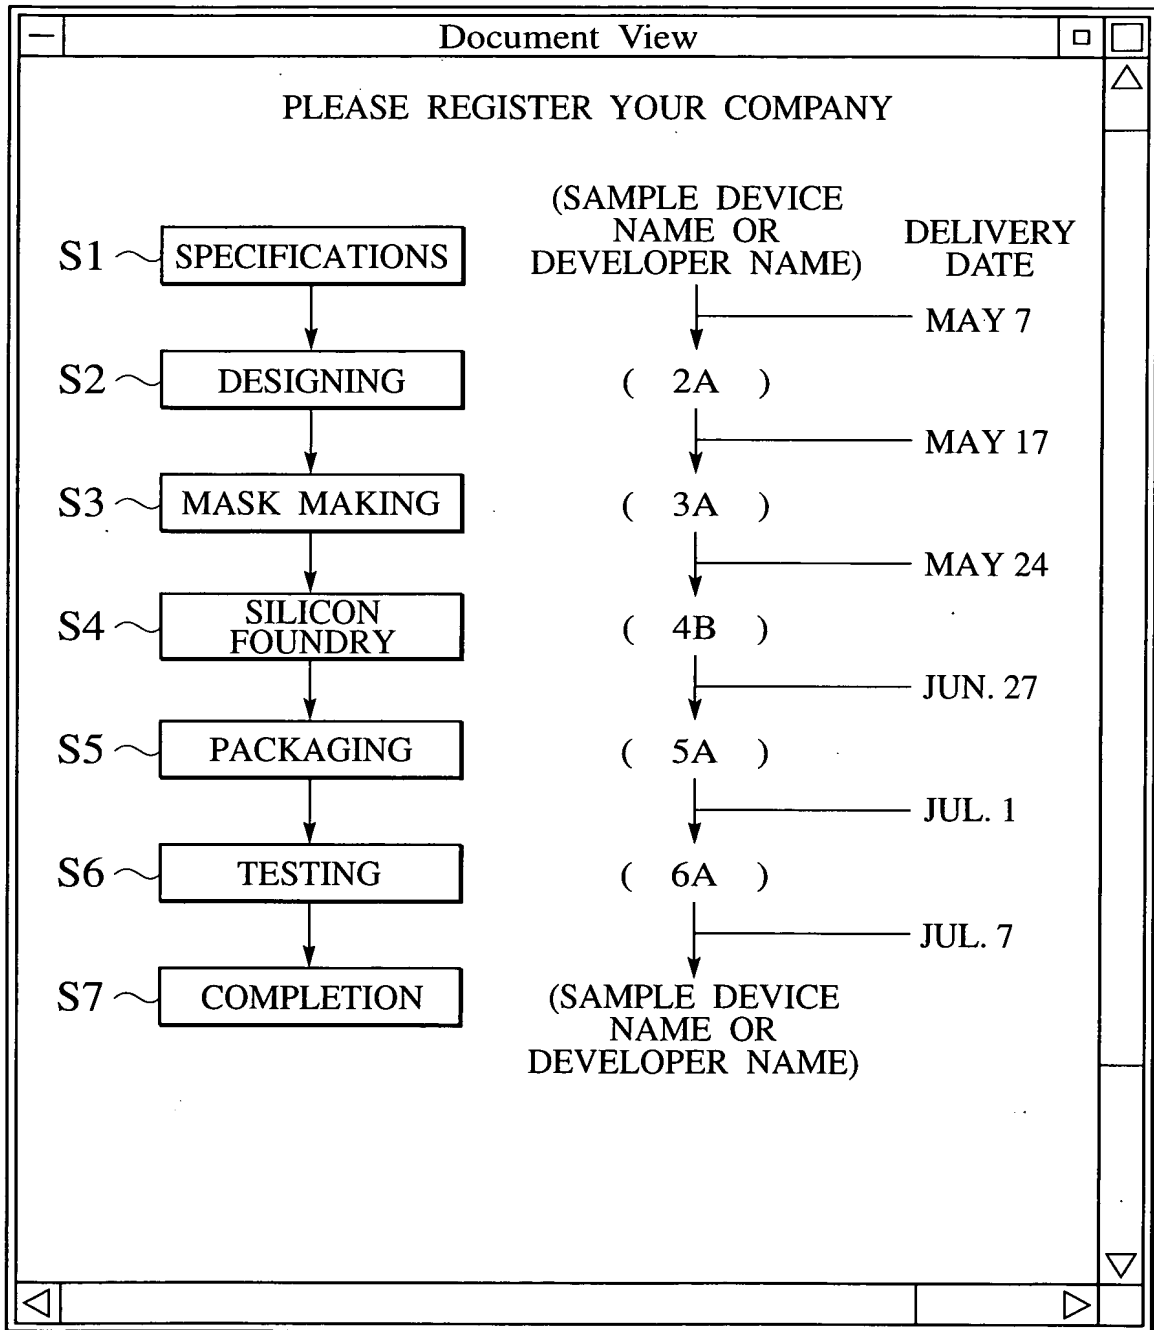 Document View
PLEASE REGISTER YOUR COMPANY
(SAMPLE DEVICE
NAME OR
DEVELOPER NAME)
DELIVERY
DATE
S1 SPECIFICATIONS
MAY 7
S2 DESIGNING ( 2A )
MAY 17
S3 MASK MAKING ( 3A )
MAY 24
S4 SILICON
FOUNDRY ( 4B )
JUN. 27
S5 PACKAGING ( 5A )
JUL. 1
S6 TESTING ( 6A )
JUL. 7
S7 COMPLETION
(SAMPLE DEVICE
NAME OR
DEVELOPER NAME)